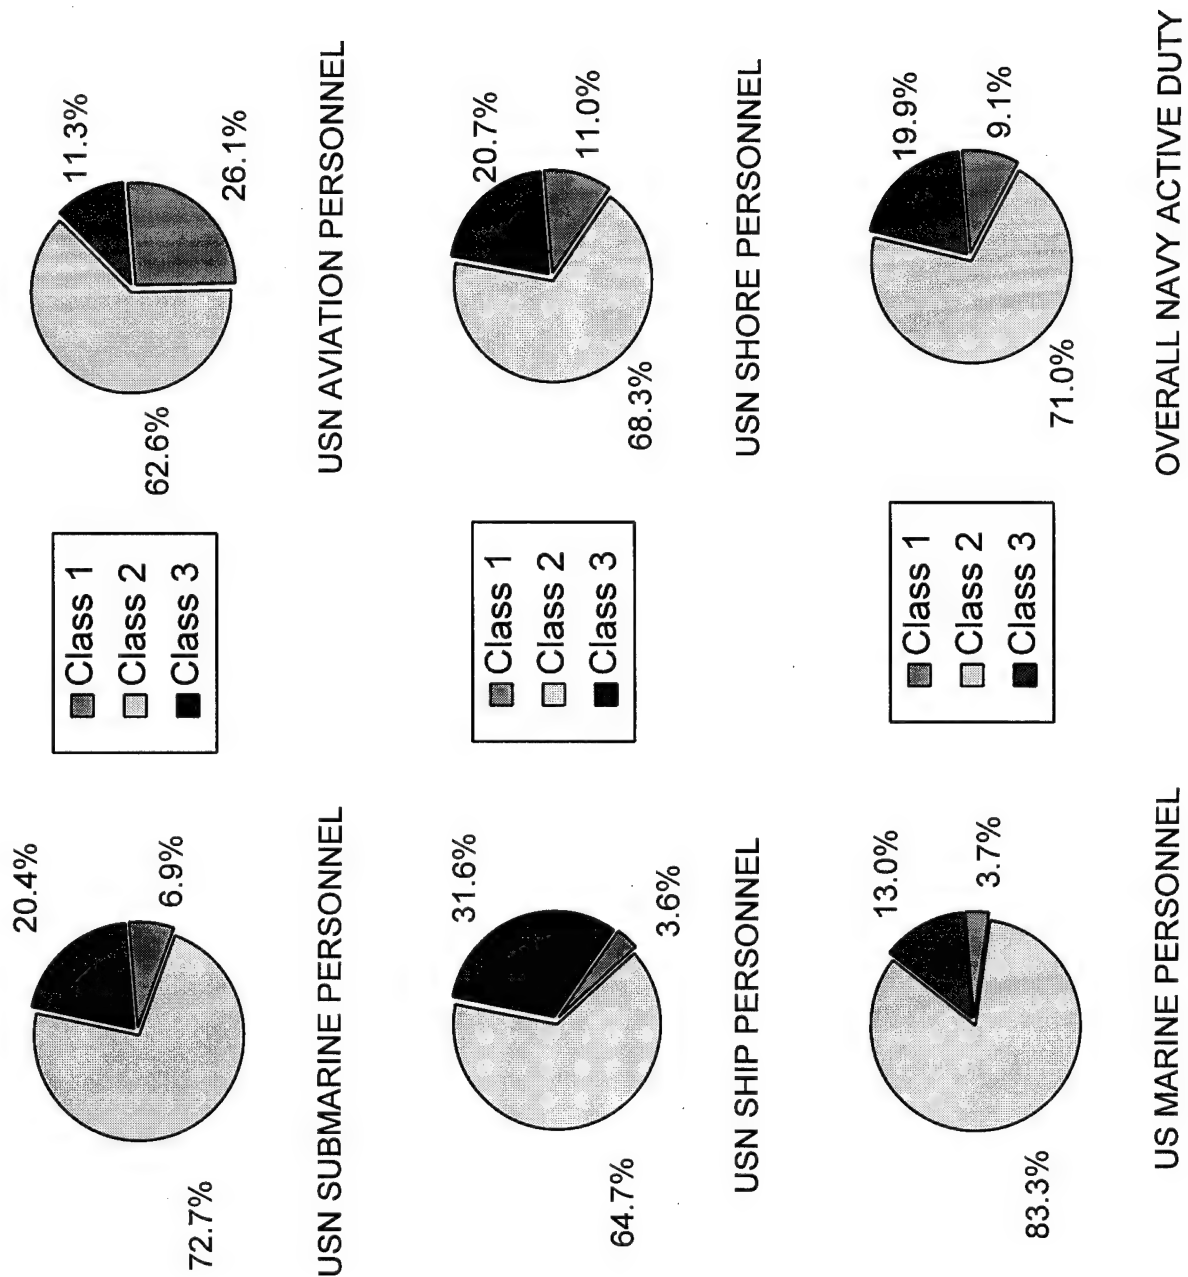 20.4%
6.9%
72.7%
USN SUBMARINE PERSONNEL
Class 1
Class 2
Class 3
11.3%
26.1%
62.6%
USN AVIATION PERSONNEL
31.6%
3.6%
64.7%
USN SHIP PERSONNEL
Class 1
Class 2
Class 3
20.7%
11.0%
68.3%
USN SHORE PERSONNEL
13.0%
3.7%
83.3%
US MARINE PERSONNEL
Class 1
Class 2
Class 3
19.9%
9.1%
71.0%
OVERALL NAVY ACTIVE DUTY